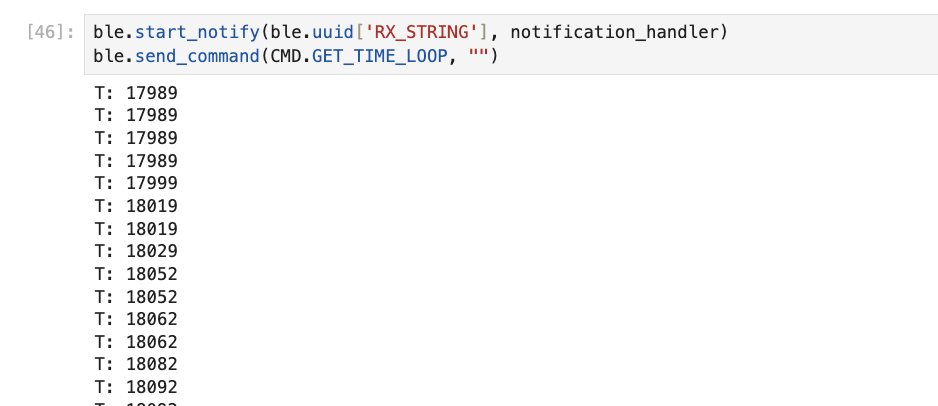 [46]: ble.start_notify(ble.uuid['RX_STRING'], notification_handler)
ble.send_command(CMD.GET_TIME_LOOP, "")
T: 17989
T: 17989
T: 17989
T: 17989
T: 17999
T: 18019
T: 18019
T: 18029
T: 18052
T: 18052
T: 18062
T: 18062
T: 18082
T: 18092